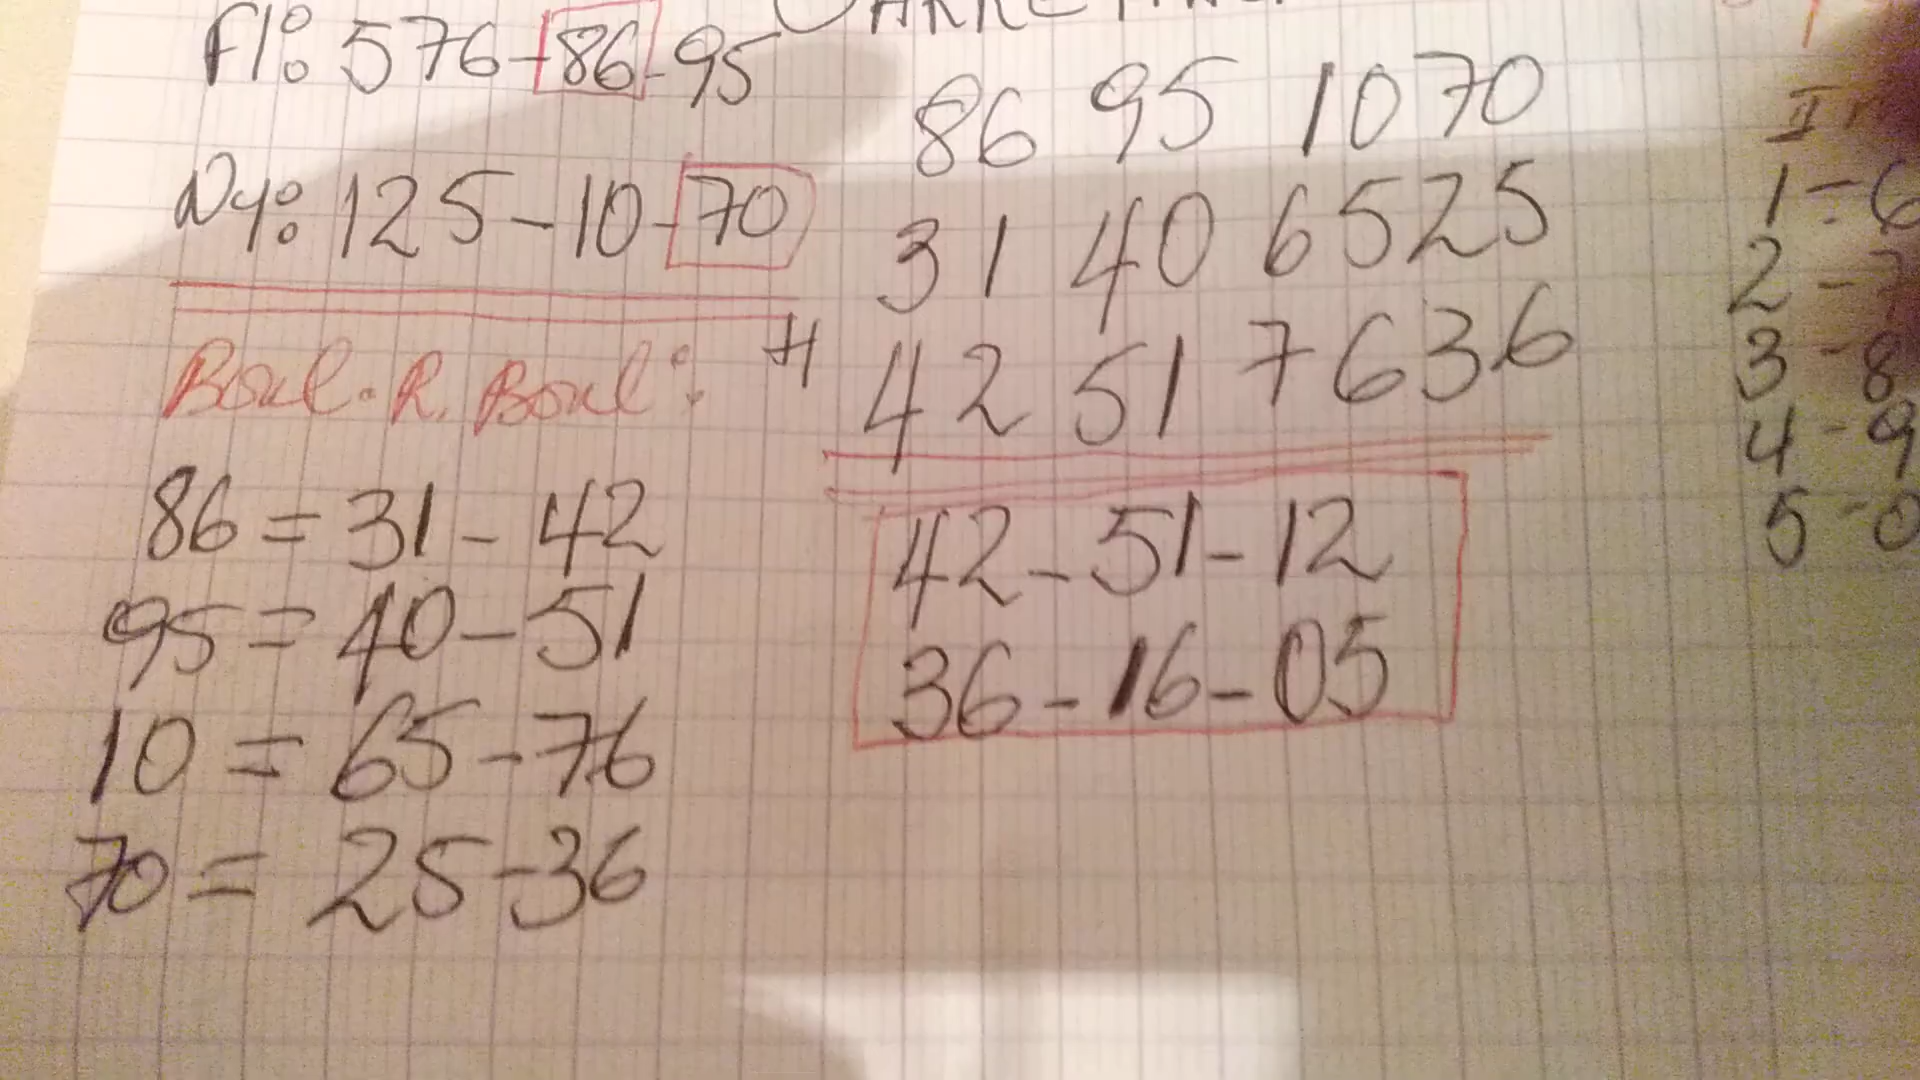 Fl: 576-86-95
Ny: 125-10-70
Boul. R. Boul:
86 = 31 - 42
95 = 40 - 51
10 = 65 - 76
70 = 25 - 36
86 95 10 70
31 40 65 25
+ 42 51 76 36
42 - 51 - 12
36 - 16 - 05
1 - 6
2 - 7
3 - 8
4 - 9
5 - 0